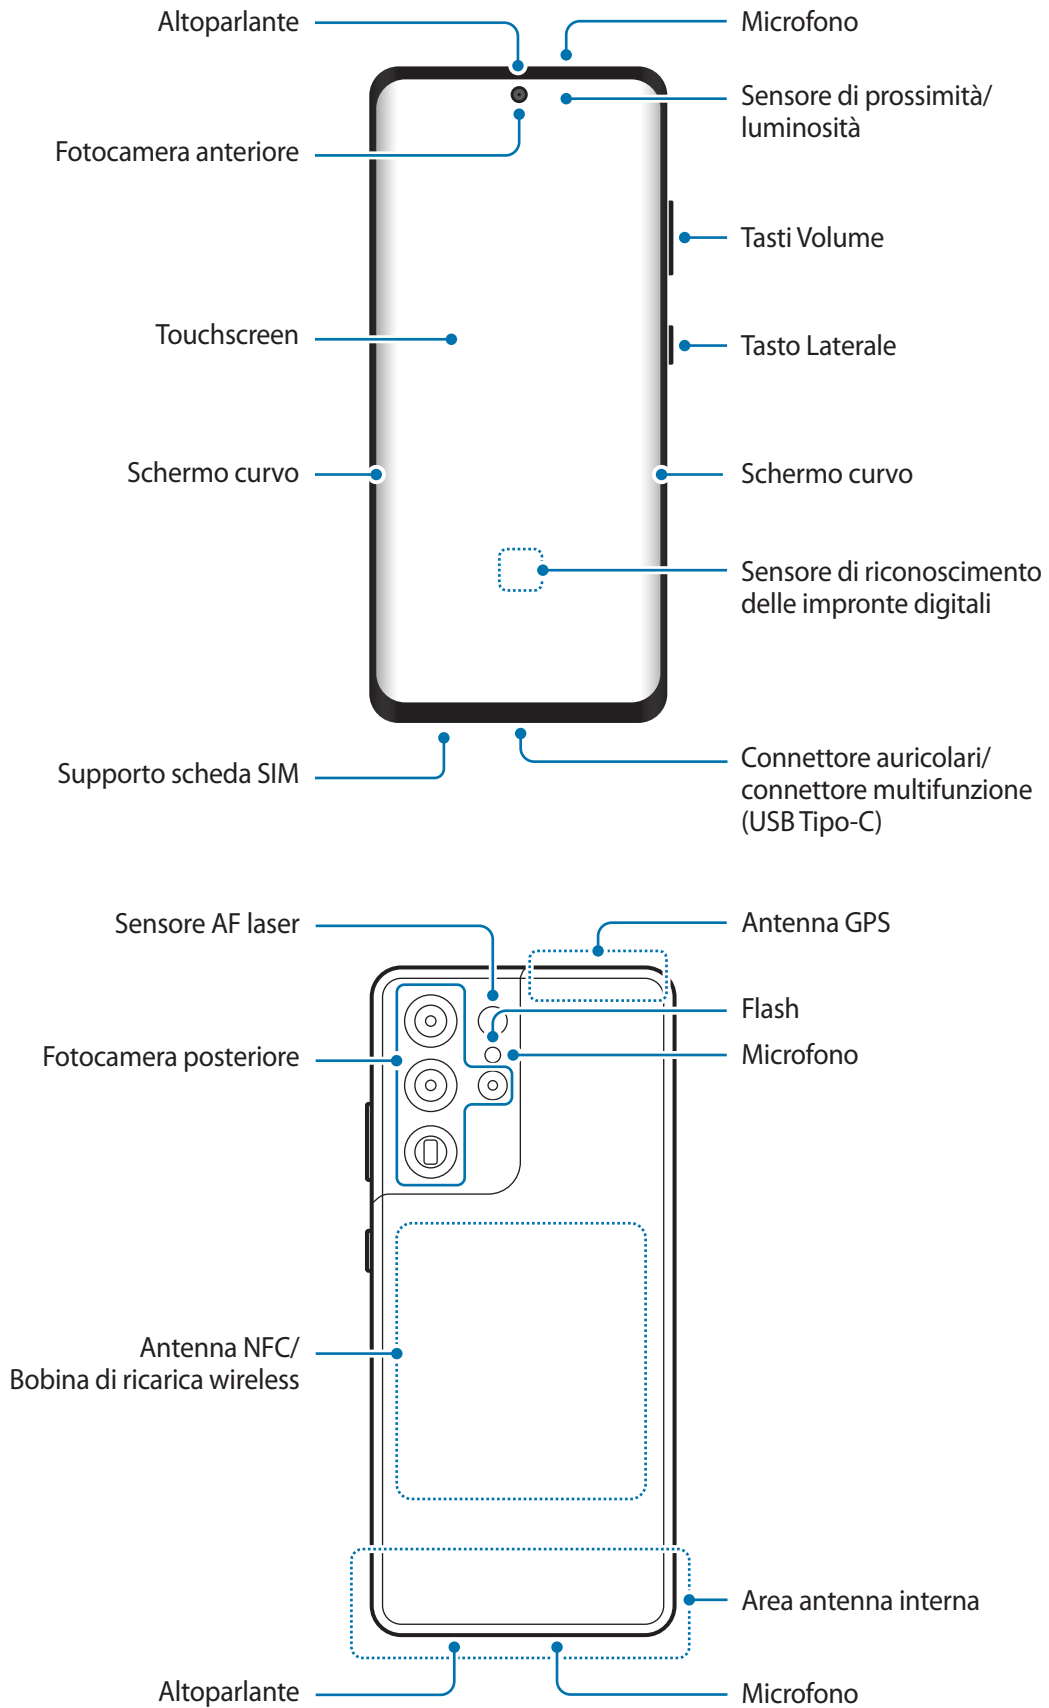 Altoparlante
Microfono
Sensore di prossimità/
luminosità
Fotocamera anteriore
Tasti Volume
Touchscreen
Tasto Laterale
Schermo curvo
Schermo curvo
Sensore di riconoscimento
delle impronte digitali
Supporto scheda SIM
Connettore auricolari/
connettore multifunzione
(USB Tipo-C)
Sensore AF laser
Antenna GPS
Flash
Fotocamera posteriore
Microfono
Antenna NFC/
Bobina di ricarica wireless
Area antenna interna
Altoparlante
Microfono